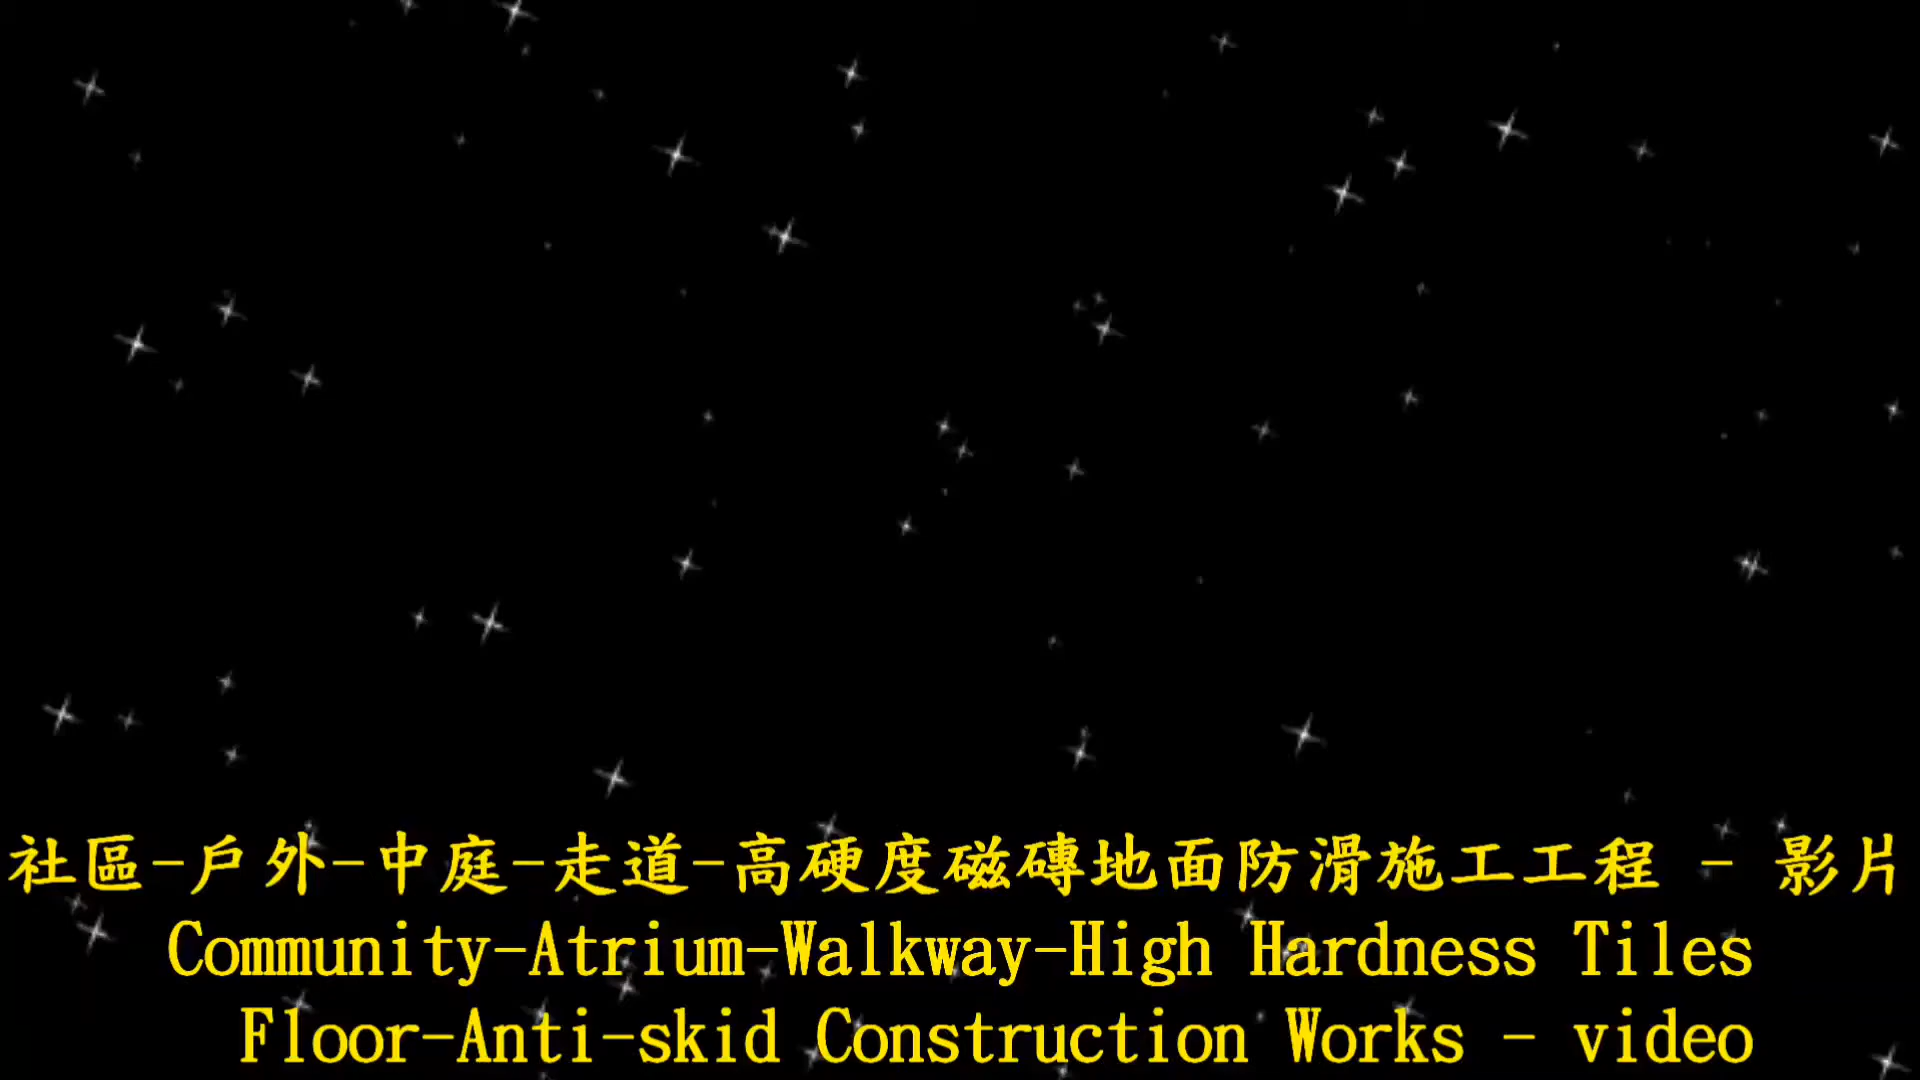 社區-戶外-中庭-走道-高硬度磁磚地面防滑施工工程 - 影片
Community-Atrium-Walkway-High Hardness Tiles
Floor-Anti-skid Construction Works - video